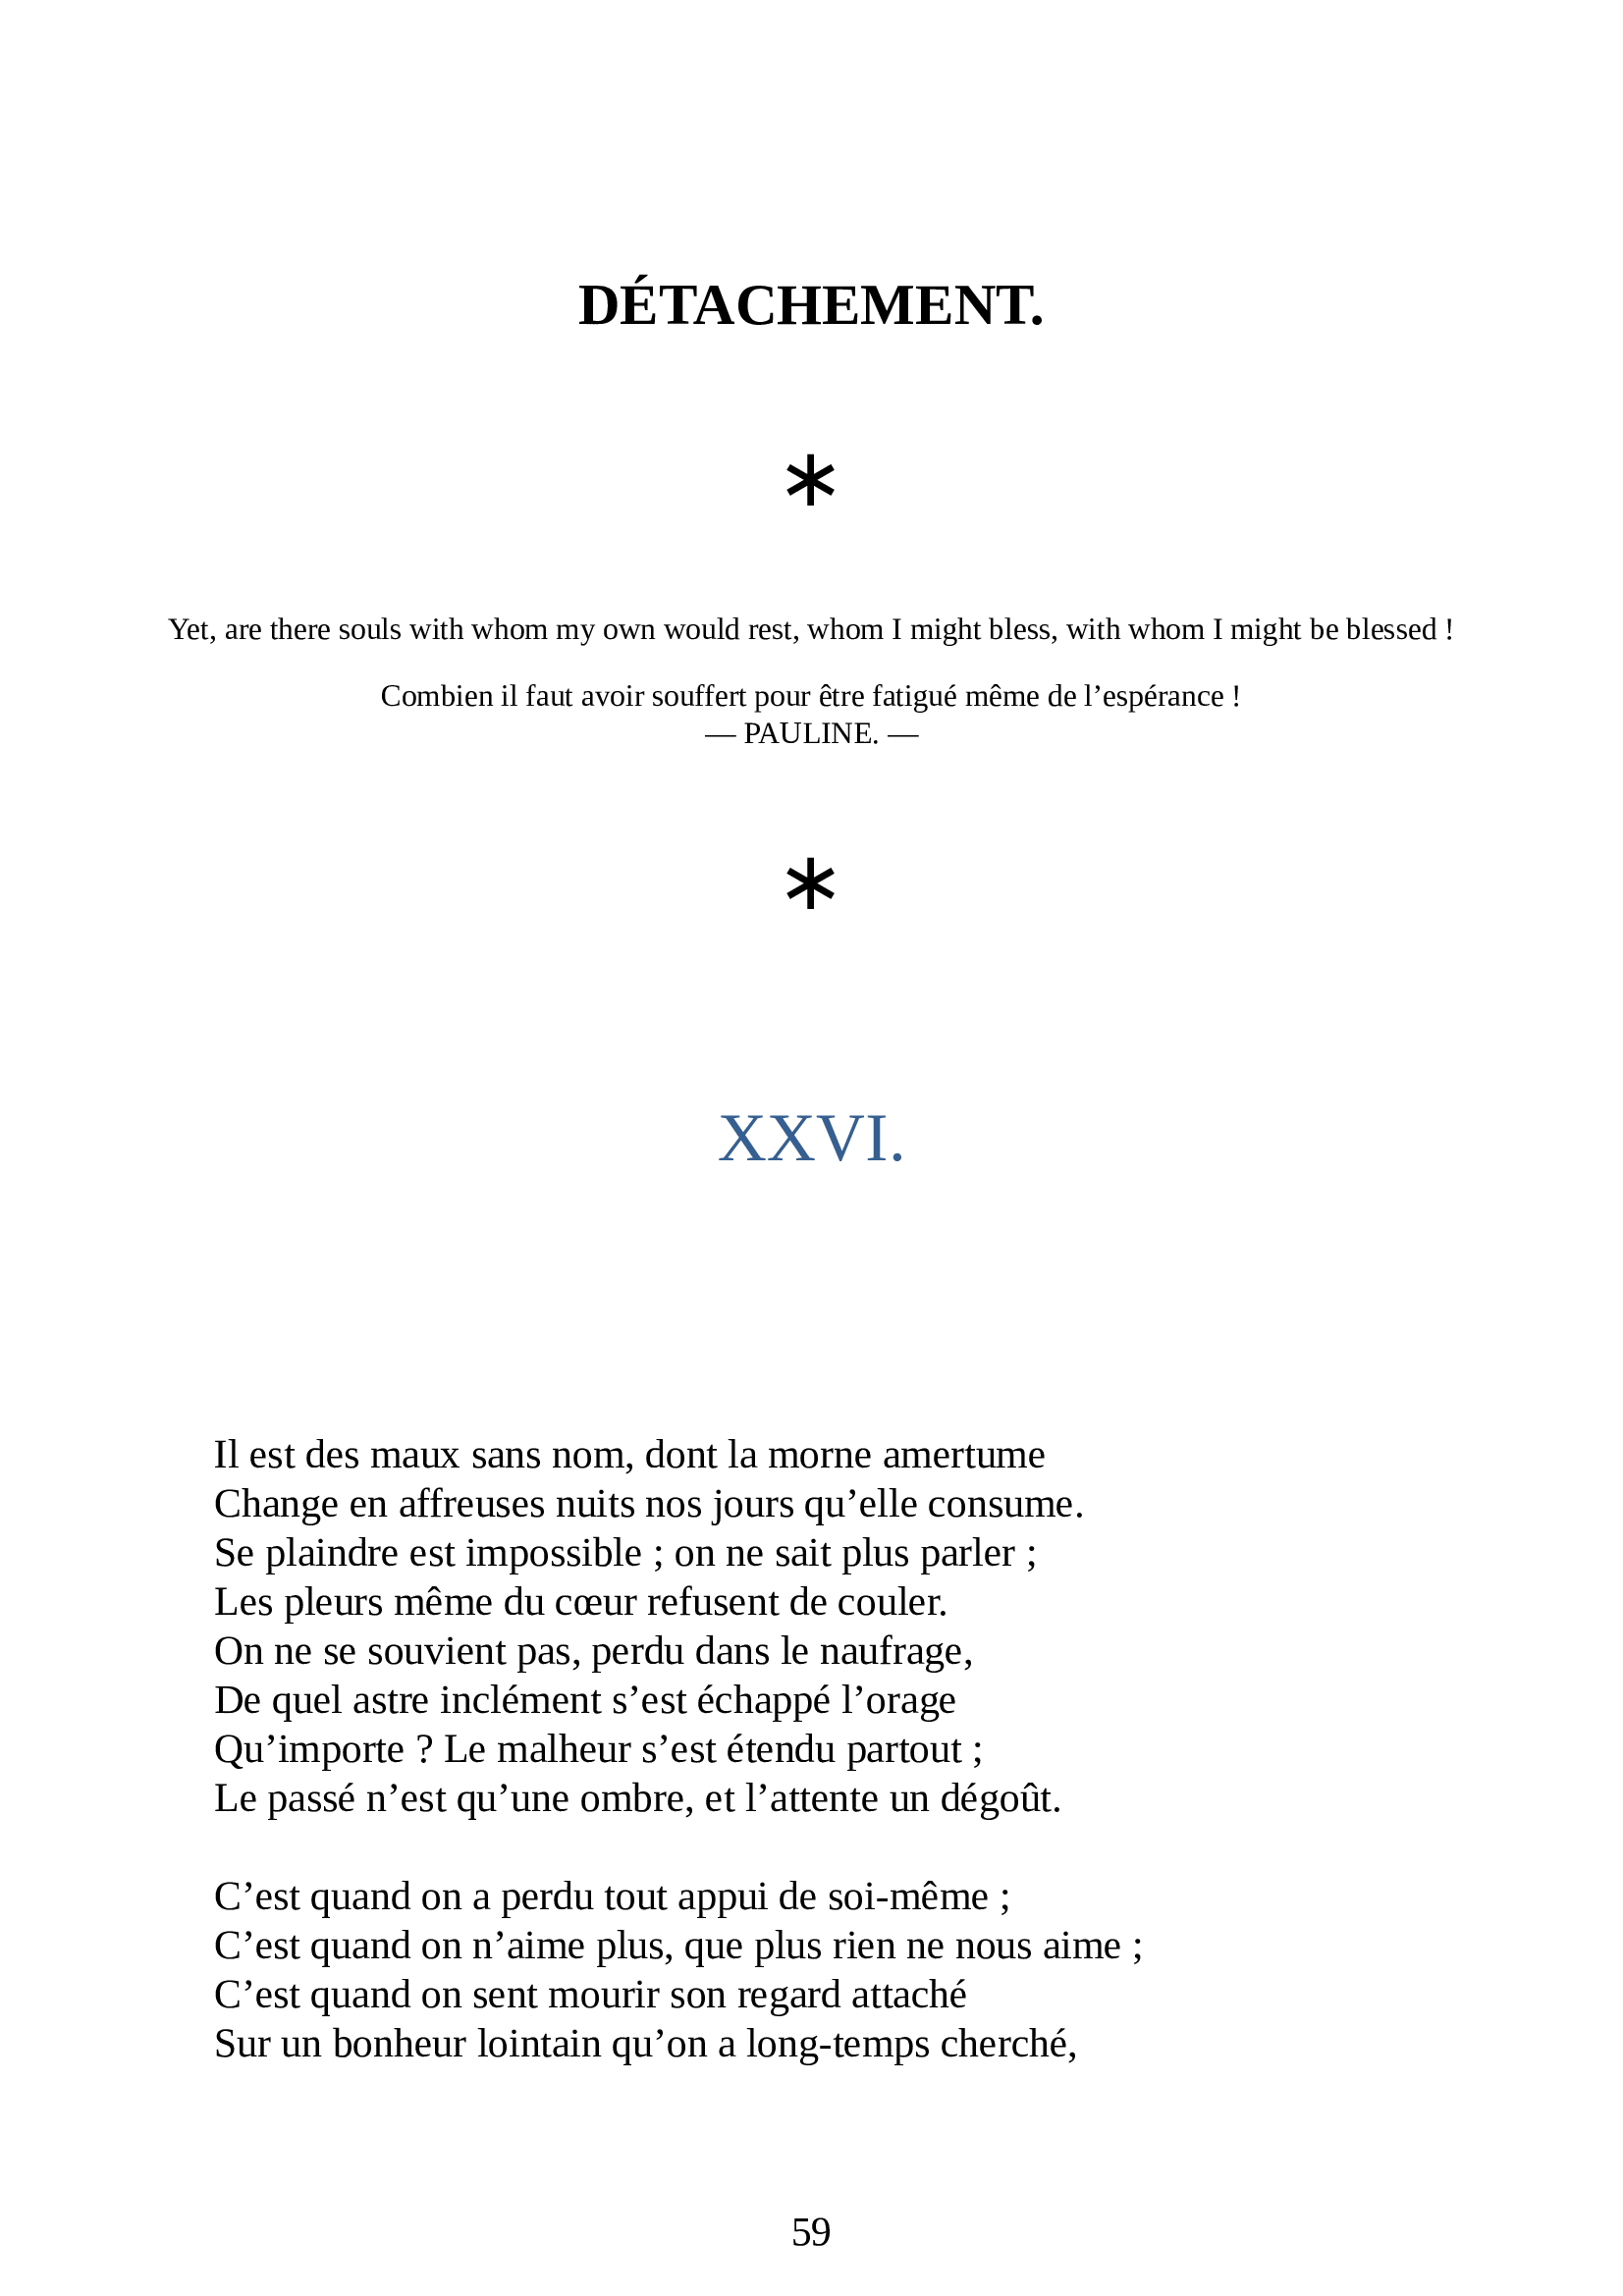 DÉTACHEMENT.
*
Yet, are there souls with whom my own would rest, whom I might bless, with whom I might be blessed !
Combien il faut avoir souffert pour être fatigué même de l’espérance !
— PAULINE. —
*
XXVI.
Il est des maux sans nom, dont la morne amertume
Change en affreuses nuits nos jours qu’elle consume.
Se plaindre est impossible ; on ne sait plus parler ;
Les pleurs même du cœur refusent de couler.
On ne se souvient pas, perdu dans le naufrage,
De quel astre inclément s’est échappé l’orage
Qu’importe ? Le malheur s’est étendu partout ;
Le passé n’est qu’une ombre, et l’attente un dégoût.
C’est quand on a perdu tout appui de soi-même ;
C’est quand on n’aime plus, que plus rien ne nous aime ;
C’est quand on sent mourir son regard attaché
Sur un bonheur lointain qu’on a long-temps cherché,
59